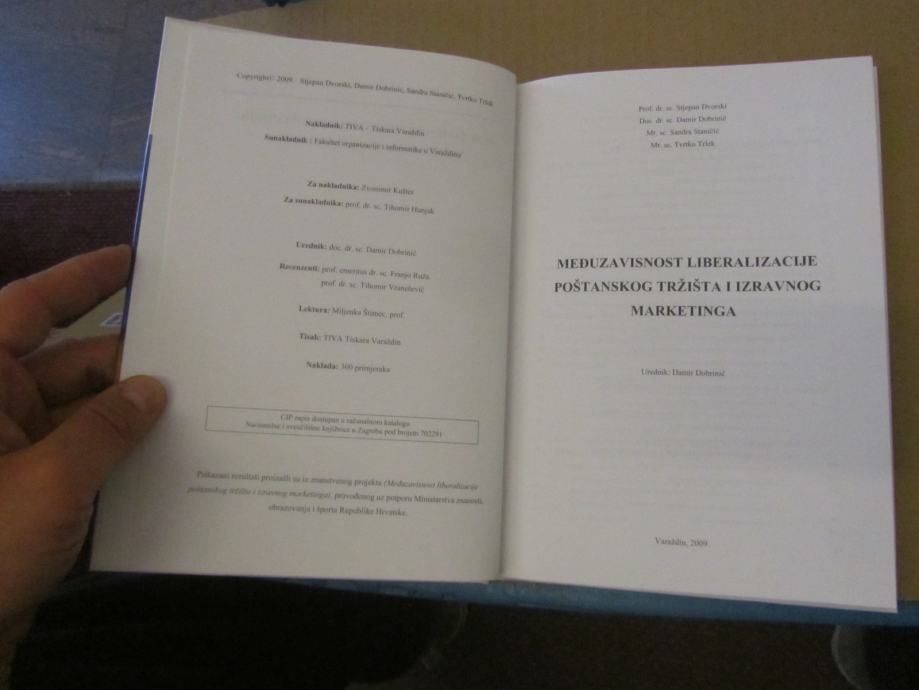 Copyright© 2009. Stjepan Dvorski, Damir Dobrinić, Sandra Staničić, Tvrtko Tržek
Nakladnik: TIVA – Tiskara Varaždin
Sunakladnik : Fakultet organizacije i informatike u Varaždinu
Za nakladnika: Zvonimir Kušter
Za sunakladnika: prof. dr. sc. Tihomir Hunjak
Urednik: doc. dr. sc. Damir Dobrinić
Recenzenti: prof. emeritus dr. sc. Franjo Ruža
prof. dr. sc. Tihomir Vranešević
Lektura: Miljenka Štimec, prof.
Tisak: TIVA Tiskara Varaždin
Naklada: 300 primjeraka
CIP zapis dostupan u računalnom katalogu
Nacionalne i sveučilišne knjižnice u Zagrebu pod brojem 702291
Prikazani rezultati proizašli su iz znanstvenog projekta (Međuzavisnost liberalizacije
poštanskog tržišta i izravnog marketinga), provođenog uz potporu Ministarstva znanosti,
obrazovanja i športa Republike Hrvatske.
Prof. dr. sc. Stjepan Dvorski
Doc. dr. sc. Damir Dobrinić
Mr. sc. Sandra Staničić
Mr. sc. Tvrtko Tržek
MEĐUZAVISNOST LIBERALIZACIJE
POŠTANSKOG TRŽIŠTA I IZRAVNOG
MARKETINGA
Urednik: Damir Dobrinić
Varaždin, 2009.